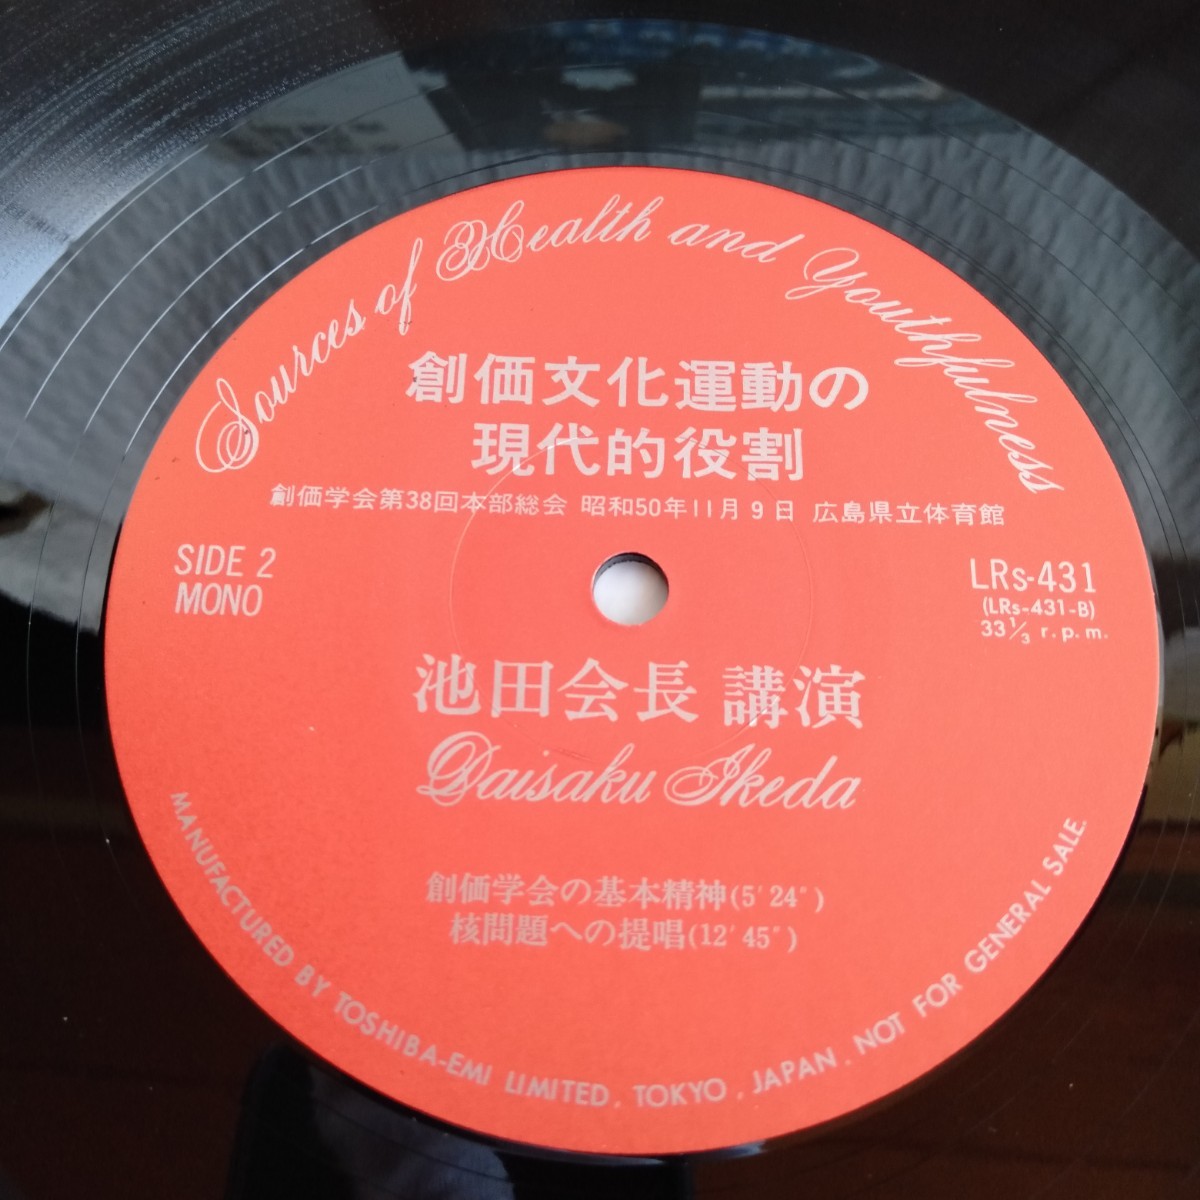 Sources of Health and Youthfulness
創価文化運動の
現代的役割
創価学会第38回本部総会 昭和50年11月9日 広島県立体育館
SIDE 2
MONO
LRs-431
(LRs-431-B)
33⅓ r.p.m.
池田会長 講演
Daisaku Ikeda
創価学会の基本精神(5′24″)
核問題への提唱(12′45″)
MANUFACTURED BY TOSHIBA-EMI LIMITED, TOKYO, JAPAN, NOT FOR GENERAL SALE.